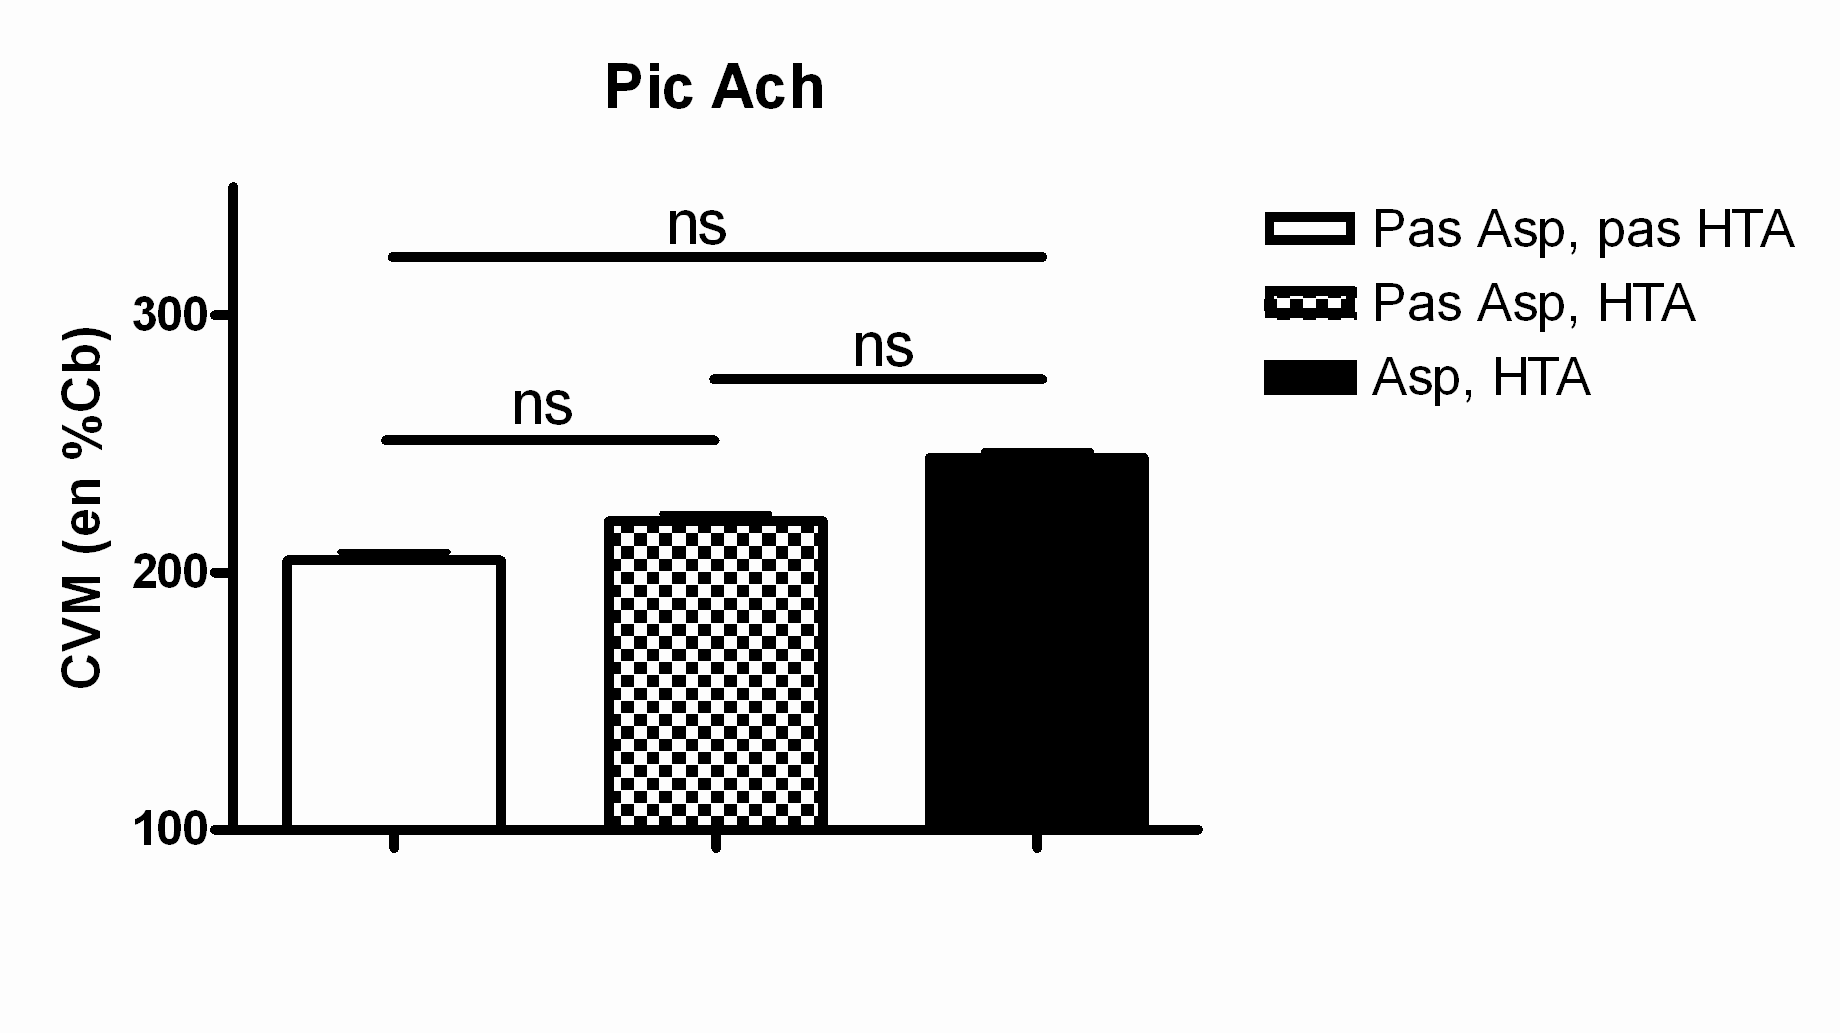 Pic Ach
ns
ns
ns
300
200
100
CVM (en %Cb)
Pas Asp, pas HTA
Pas Asp, HTA
Asp, HTA